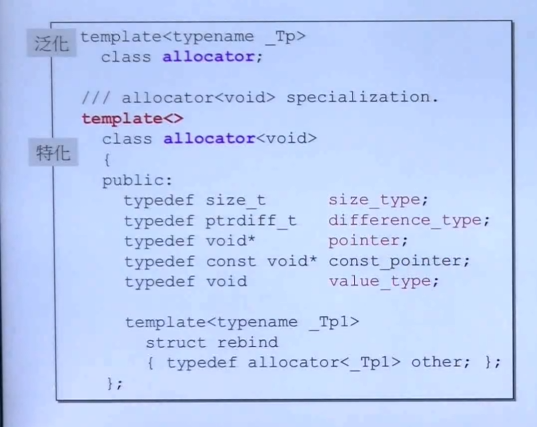 泛化
template<typename _Tp>
class allocator;
/// allocator<void> specialization.
template<>
特化
class allocator<void>
{
public:
typedef size_t size_type;
typedef ptrdiff_t difference_type;
typedef void* pointer;
typedef const void* const_pointer;
typedef void value_type;
template<typename _Tp1>
struct rebind
{ typedef allocator<_Tp1> other; };
};